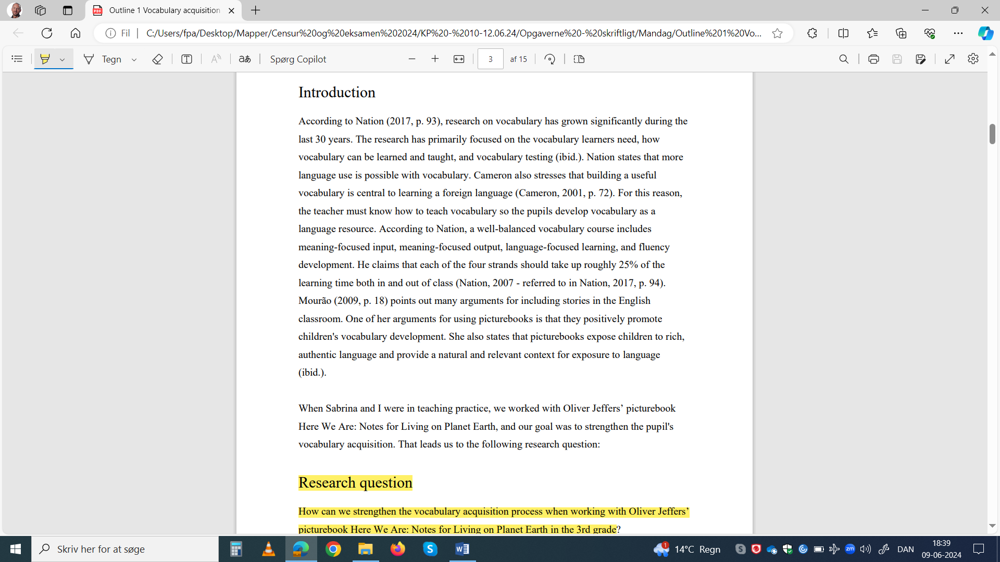 Outline 1 Vocabulary acquisition
Fil
C:/Users/fpa/Desktop/Mapper/Censur%20og%20eksamen%202024/KP%20-%2010-12.06.24/Opgaverne%20-%20skriftligt/Mandag/Outline%201%20Vo...
Tegn
aあ
Spørg Copilot
3
af 15
Introduction
According to Nation (2017, p. 93), research on vocabulary has grown significantly during the
last 30 years. The research has primarily focused on the vocabulary learners need, how
vocabulary can be learned and taught, and vocabulary testing (ibid.). Nation states that more
language use is possible with vocabulary. Cameron also stresses that building a useful
vocabulary is central to learning a foreign language (Cameron, 2001, p. 72). For this reason,
the teacher must know how to teach vocabulary so the pupils develop vocabulary as a
language resource. According to Nation, a well-balanced vocabulary course includes
meaning-focused input, meaning-focused output, language-focused learning, and fluency
development. He claims that each of the four strands should take up roughly 25% of the
learning time both in and out of class (Nation, 2007 - referred to in Nation, 2017, p. 94).
Mourão (2009, p. 18) points out many arguments for including stories in the English
classroom. One of her arguments for using picturebooks is that they positively promote
children's vocabulary development. She also states that picturebooks expose children to rich,
authentic language and provide a natural and relevant context for exposure to language
(ibid.).
When Sabrina and I were in teaching practice, we worked with Oliver Jeffers’ picturebook
Here We Are: Notes for Living on Planet Earth, and our goal was to strengthen the pupil's
vocabulary acquisition. That leads us to the following research question:
Research question
How can we strengthen the vocabulary acquisition process when working with Oliver Jeffers’
picturebook Here We Are: Notes for Living on Planet Earth in the 3rd grade?
Skriv her for at søge
1
14°C Regn
zm
DAN
18:39
09-06-2024